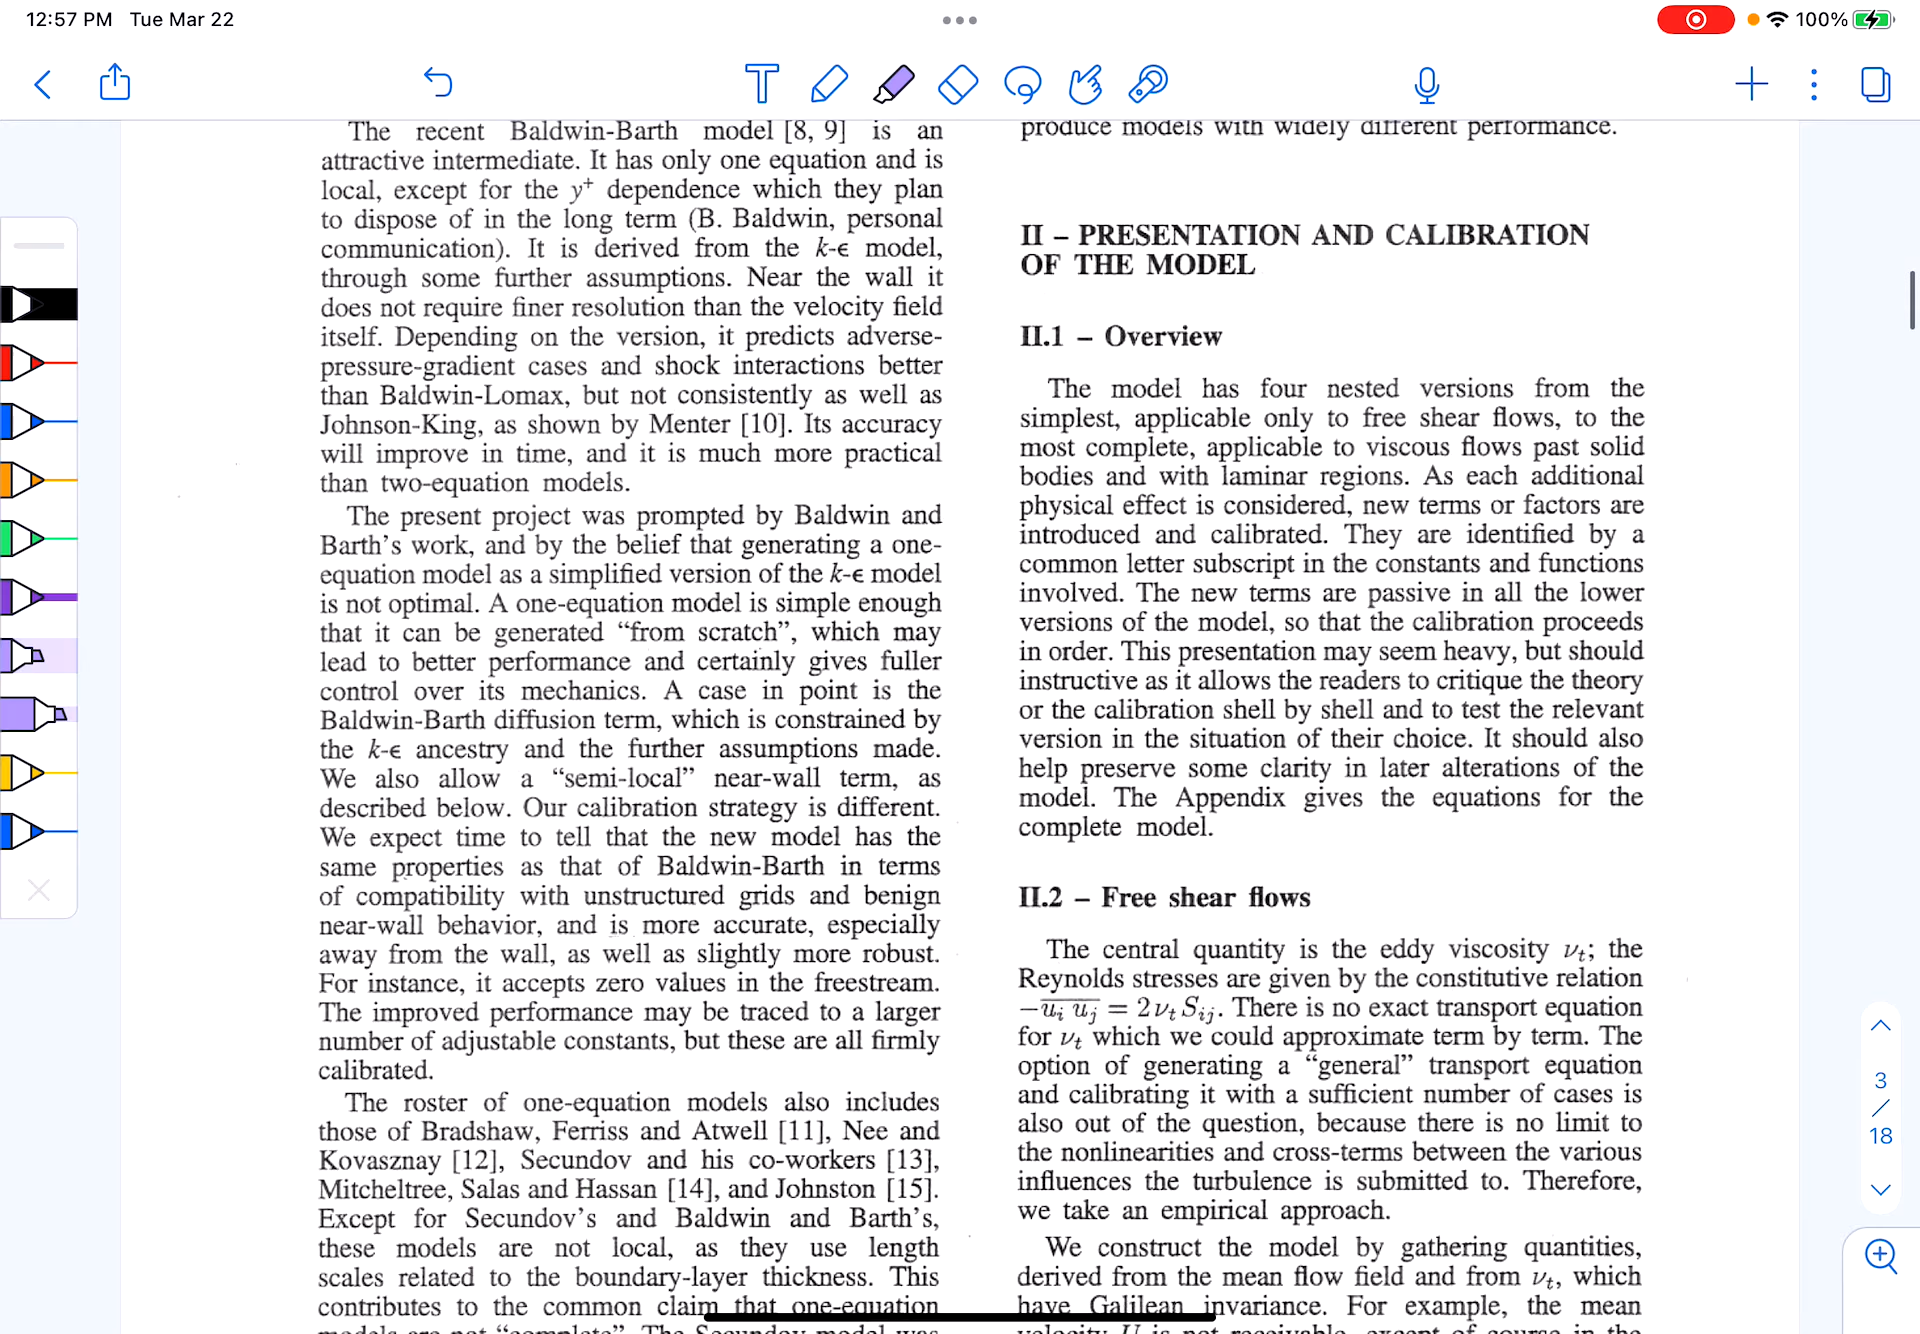 12:57 PM Tue Mar 22
100%
The recent Baldwin-Barth model [8, 9] is an
attractive intermediate. It has only one equation and is
local, except for the y⁺ dependence which they plan
to dispose of in the long term (B. Baldwin, personal
communication). It is derived from the k-ϵ model,
through some further assumptions. Near the wall it
does not require finer resolution than the velocity field
itself. Depending on the version, it predicts adverse-
pressure-gradient cases and shock interactions better
than Baldwin-Lomax, but not consistently as well as
Johnson-King, as shown by Menter [10]. Its accuracy
will improve in time, and it is much more practical
than two-equation models.
The present project was prompted by Baldwin and
Barth's work, and by the belief that generating a one-
equation model as a simplified version of the k-ϵ model
is not optimal. A one-equation model is simple enough
that it can be generated “from scratch”, which may
lead to better performance and certainly gives fuller
control over its mechanics. A case in point is the
Baldwin-Barth diffusion term, which is constrained by
the k-ϵ ancestry and the further assumptions made.
We also allow a “semi-local” near-wall term, as
described below. Our calibration strategy is different.
We expect time to tell that the new model has the
same properties as that of Baldwin-Barth in terms
of compatibility with unstructured grids and benign
near-wall behavior, and is more accurate, especially
away from the wall, as well as slightly more robust.
For instance, it accepts zero values in the freestream.
The improved performance may be traced to a larger
number of adjustable constants, but these are all firmly
calibrated.
The roster of one-equation models also includes
those of Bradshaw, Ferriss and Atwell [11], Nee and
Kovasznay [12], Secundov and his co-workers [13],
Mitcheltree, Salas and Hassan [14], and Johnston [15].
Except for Secundov's and Baldwin and Barth's,
these models are not local, as they use length
scales related to the boundary-layer thickness. This
contributes to the common claim that one-equation
models are not “complete”. The Secundov model was
produce models with widely different performance.
II – PRESENTATION AND CALIBRATION
OF THE MODEL
II.1 – Overview
The model has four nested versions from the
simplest, applicable only to free shear flows, to the
most complete, applicable to viscous flows past solid
bodies and with laminar regions. As each additional
physical effect is considered, new terms or factors are
introduced and calibrated. They are identified by a
common letter subscript in the constants and functions
involved. The new terms are passive in all the lower
versions of the model, so that the calibration proceeds
in order. This presentation may seem heavy, but should
instructive as it allows the readers to critique the theory
or the calibration shell by shell and to test the relevant
version in the situation of their choice. It should also
help preserve some clarity in later alterations of the
model. The Appendix gives the equations for the
complete model.
II.2 – Free shear flows
The central quantity is the eddy viscosity νₜ; the
Reynolds stresses are given by the constitutive relation
−u̅ᵢ u̅ⱼ = 2 νₜ Sᵢⱼ. There is no exact transport equation
for νₜ which we could approximate term by term. The
option of generating a “general” transport equation
and calibrating it with a sufficient number of cases is
also out of the question, because there is no limit to
the nonlinearities and cross-terms between the various
influences the turbulence is submitted to. Therefore,
we take an empirical approach.
We construct the model by gathering quantities,
derived from the mean flow field and from νₜ, which
have Galilean invariance. For example, the mean
velocity U is not receivable, except of course in the
3
/
18